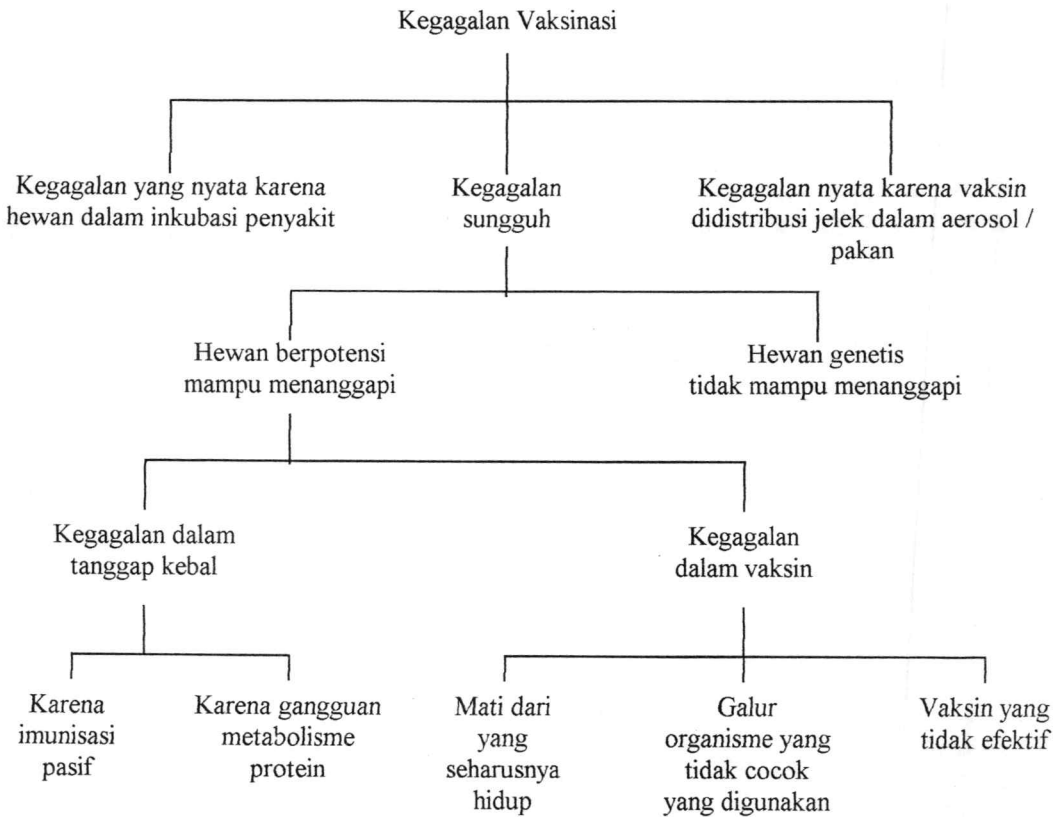 Kegagalan Vaksinasi
Kegagalan yang nyata karena
hewan dalam inkubasi penyakit
Kegagalan
sungguh
Kegagalan nyata karena vaksin
didistribusi jelek dalam aerosol /
pakan
Hewan berpotensi
mampu menanggapi
Hewan genetis
tidak mampu menanggapi
Kegagalan dalam
tanggap kebal
Kegagalan
dalam vaksin
Karena
imunisasi
pasif
Karena gangguan
metabolisme
protein
Mati dari
yang
seharusnya
hidup
Galur
organisme yang
tidak cocok
yang digunakan
Vaksin yang
tidak efektif